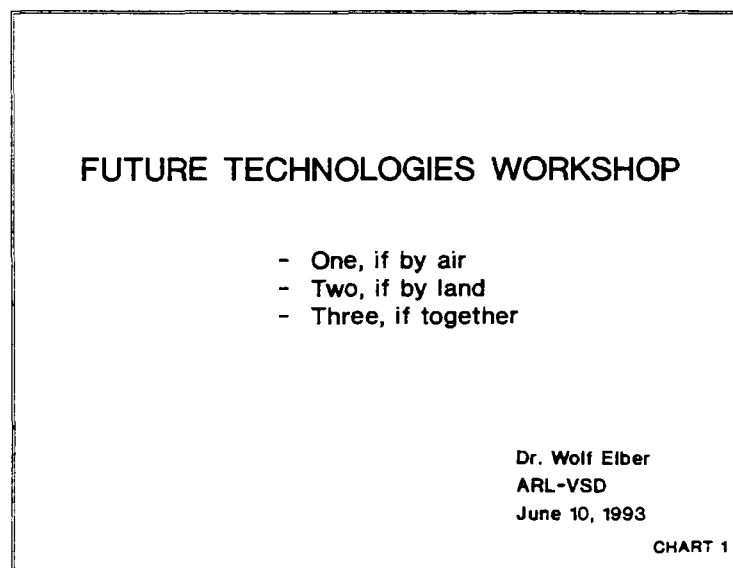 FUTURE TECHNOLOGIES WORKSHOP
- One, if by air
- Two, if by land
- Three, if together
Dr. Wolf Elber
ARL-VSD
June 10, 1993
CHART 1